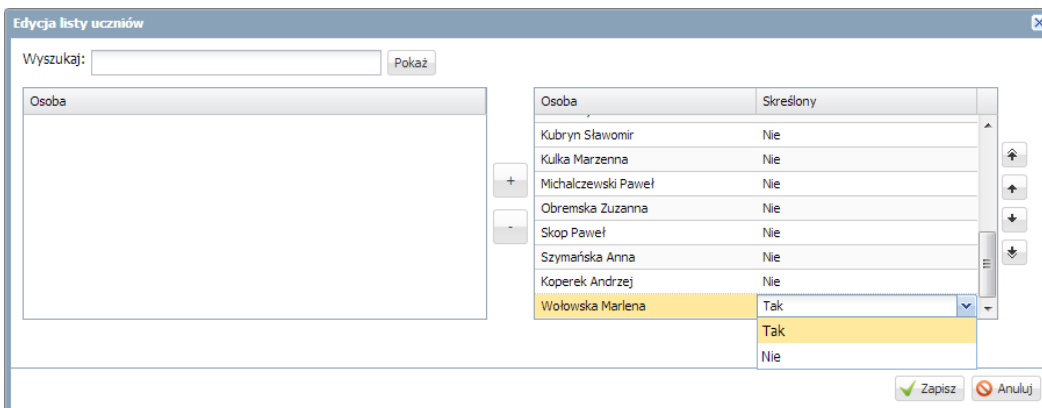 Edycja listy uczniów
Wyszukaj:
Pokaż
Osoba
Osoba Skreślony
Kubryn Sławomir Nie
Kulka Marzenna Nie
+
Michalczewski Paweł Nie
Obremska Zuzanna Nie
-
Skop Paweł Nie
Szymańska Anna Nie
Koperek Andrzej Nie
Wołowska Marlena Tak
Tak
Nie
Zapisz Anuluj